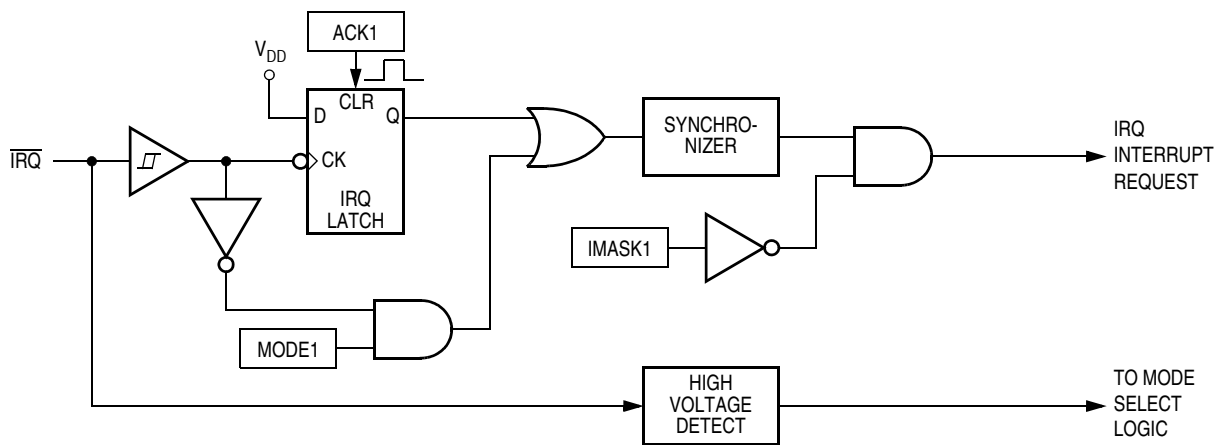 ACK1
VDD
CLR
D
Q
IRQ
CK
IRQ
LATCH
SYNCHRO-
NIZER
IRQ
INTERRUPT
REQUEST
IMASK1
MODE1
HIGH
VOLTAGE
DETECT
TO MODE
SELECT
LOGIC